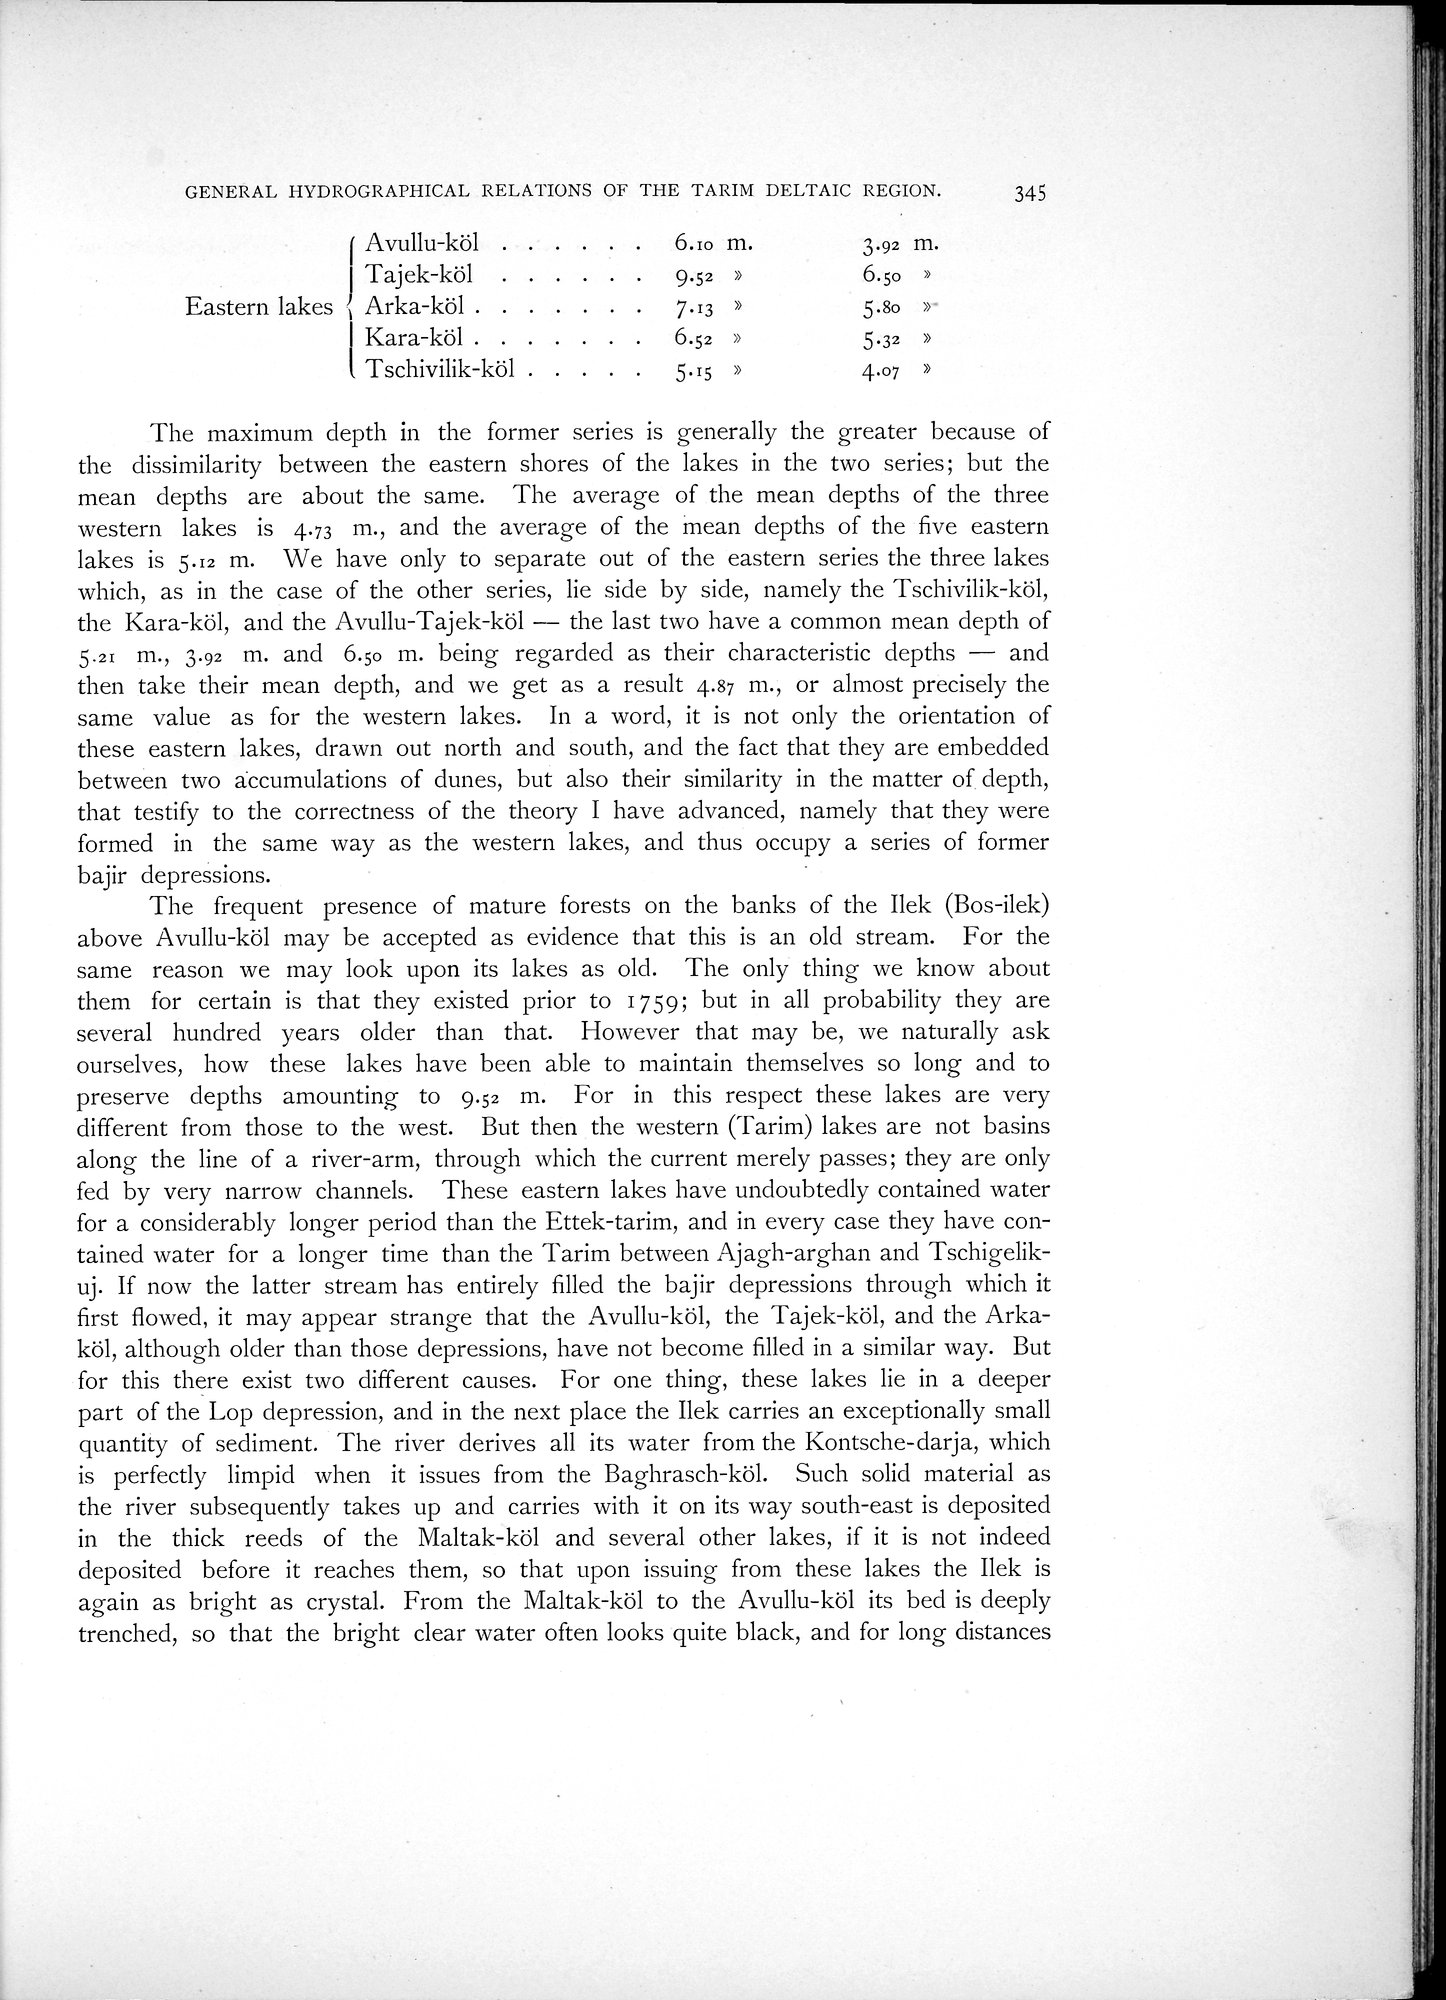 GENERAL HYDROGRAPHICAL RELATIONS OF THE TARIM DELTAIC REGION. 345
Avullu-köl . . . . . . 6.10 m. 3.92 m.
Tajek-köl . . . . . . 9.52 » 6.50 »
Eastern lakes { Arka-köl . . . . . . . 7.13 » 5.80 »
Kara-köl . . . . . . . 6.52 » 5.32 »
Tschivilik-köl . . . . . 5.15 » 4.07 »
The maximum depth in the former series is generally the greater because of
the dissimilarity between the eastern shores of the lakes in the two series; but the
mean depths are about the same. The average of the mean depths of the three
western lakes is 4.73 m., and the average of the mean depths of the five eastern
lakes is 5.12 m. We have only to separate out of the eastern series the three lakes
which, as in the case of the other series, lie side by side, namely the Tschivilik-köl,
the Kara-köl, and the Avullu-Tajek-köl — the last two have a common mean depth of
5.21 m., 3.92 m. and 6.50 m. being regarded as their characteristic depths — and
then take their mean depth, and we get as a result 4.87 m., or almost precisely the
same value as for the western lakes. In a word, it is not only the orientation of
these eastern lakes, drawn out north and south, and the fact that they are embedded
between two accumulations of dunes, but also their similarity in the matter of depth,
that testify to the correctness of the theory I have advanced, namely that they were
formed in the same way as the western lakes, and thus occupy a series of former
bajir depressions.
The frequent presence of mature forests on the banks of the Ilek (Bos-ilek)
above Avullu-köl may be accepted as evidence that this is an old stream. For the
same reason we may look upon its lakes as old. The only thing we know about
them for certain is that they existed prior to 1759; but in all probability they are
several hundred years older than that. However that may be, we naturally ask
ourselves, how these lakes have been able to maintain themselves so long and to
preserve depths amounting to 9.52 m. For in this respect these lakes are very
different from those to the west. But then the western (Tarim) lakes are not basins
along the line of a river-arm, through which the current merely passes; they are only
fed by very narrow channels. These eastern lakes have undoubtedly contained water
for a considerably longer period than the Ettek-tarim, and in every case they have con-
tained water for a longer time than the Tarim between Ajagh-arghan and Tschigelik-
uj. If now the latter stream has entirely filled the bajir depressions through which it
first flowed, it may appear strange that the Avullu-köl, the Tajek-köl, and the Arka-
köl, although older than those depressions, have not become filled in a similar way. But
for this there exist two different causes. For one thing, these lakes lie in a deeper
part of the Lop depression, and in the next place the Ilek carries an exceptionally small
quantity of sediment. The river derives all its water from the Kontsche-darja, which
is perfectly limpid when it issues from the Baghrasch-köl. Such solid material as
the river subsequently takes up and carries with it on its way south-east is deposited
in the thick reeds of the Maltak-köl and several other lakes, if it is not indeed
deposited before it reaches them, so that upon issuing from these lakes the Ilek is
again as bright as crystal. From the Maltak-köl to the Avullu-köl its bed is deeply
trenched, so that the bright clear water often looks quite black, and for long distances